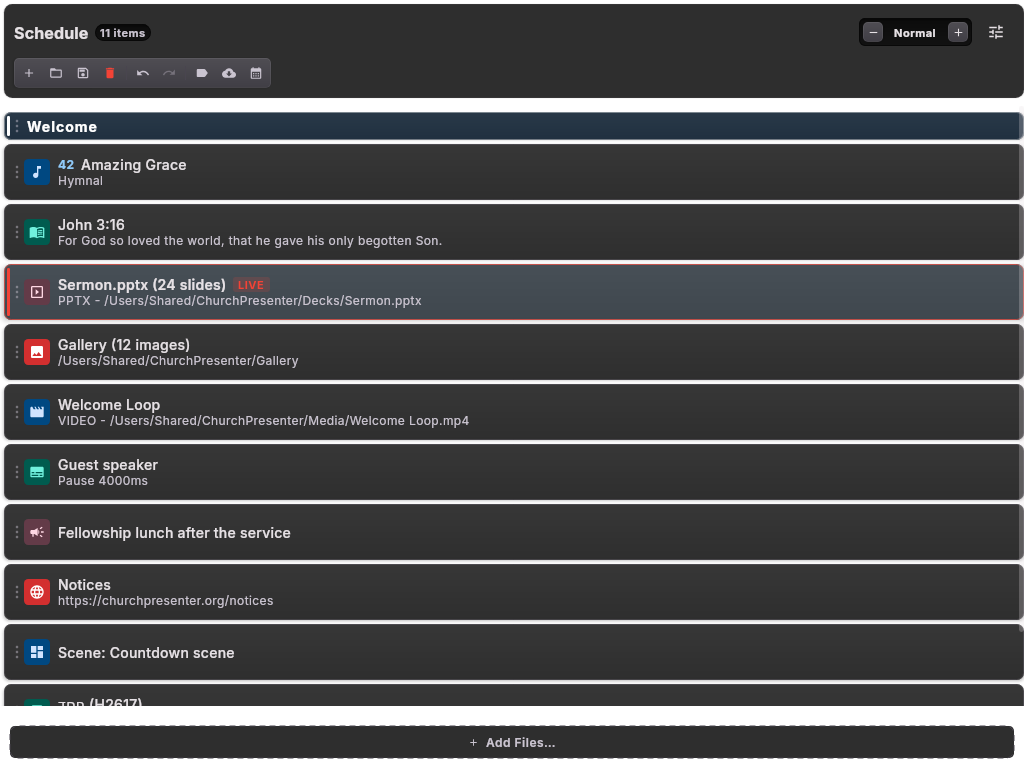 Schedule 11 items
Normal
Welcome
42 Amazing Grace
Hymnal
John 3:16
For God so loved the world, that he gave his only begotten Son.
Sermon.pptx (24 slides) LIVE
PPTX - /Users/Shared/ChurchPresenter/Decks/Sermon.pptx
Gallery (12 images)
/Users/Shared/ChurchPresenter/Gallery
Welcome Loop
VIDEO - /Users/Shared/ChurchPresenter/Media/Welcome Loop.mp4
Guest speaker
Pause 4000ms
Fellowship lunch after the service
Notices
https://churchpresenter.org/notices
Scene: Countdown scene
(H2617)
+ Add Files...